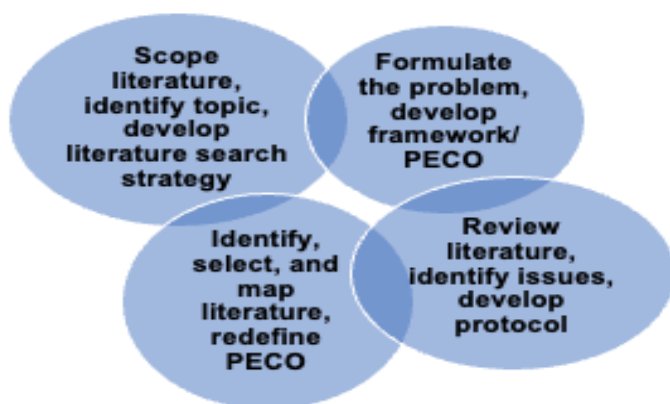 Scope
literature,
identify topic,
develop
literature search
strategy
Formulate
the problem,
develop
framework/
PECO
Identify,
select, and
map
literature,
redefine
PECO
Review
literature,
identify issues,
develop
protocol